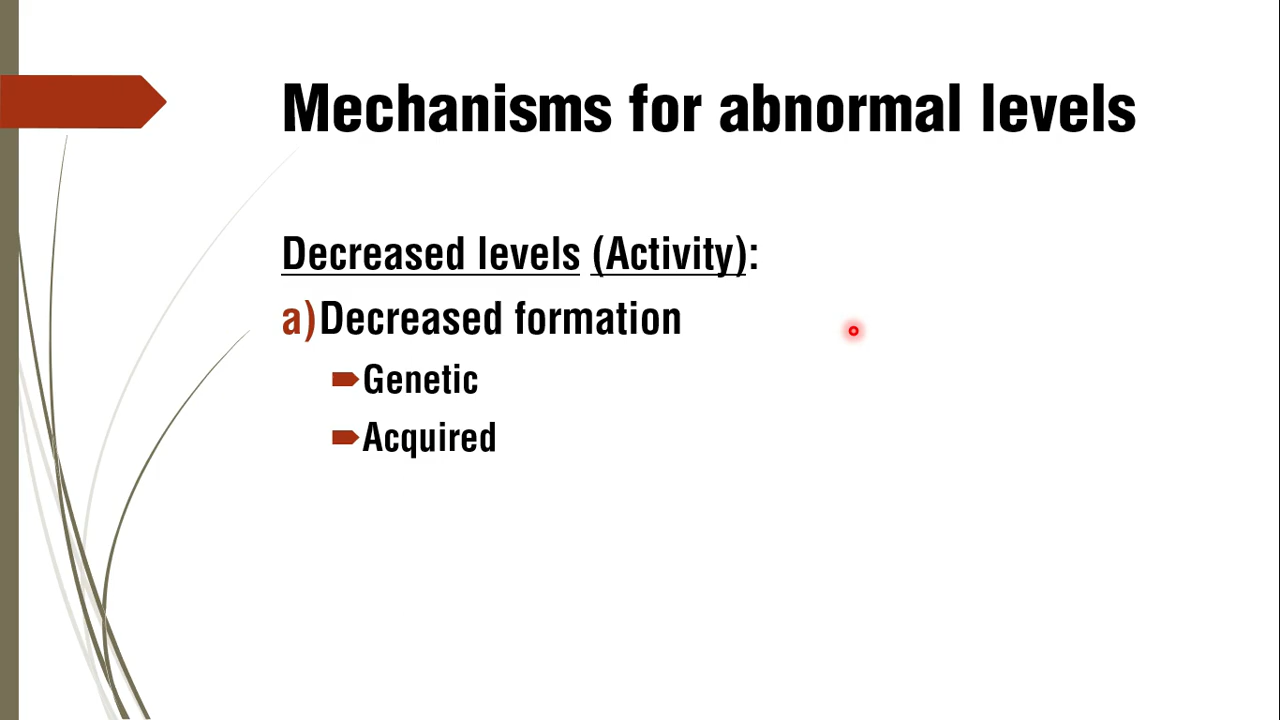 Mechanisms for abnormal levels
Decreased levels (Activity):
a)Decreased formation
Genetic
Acquired